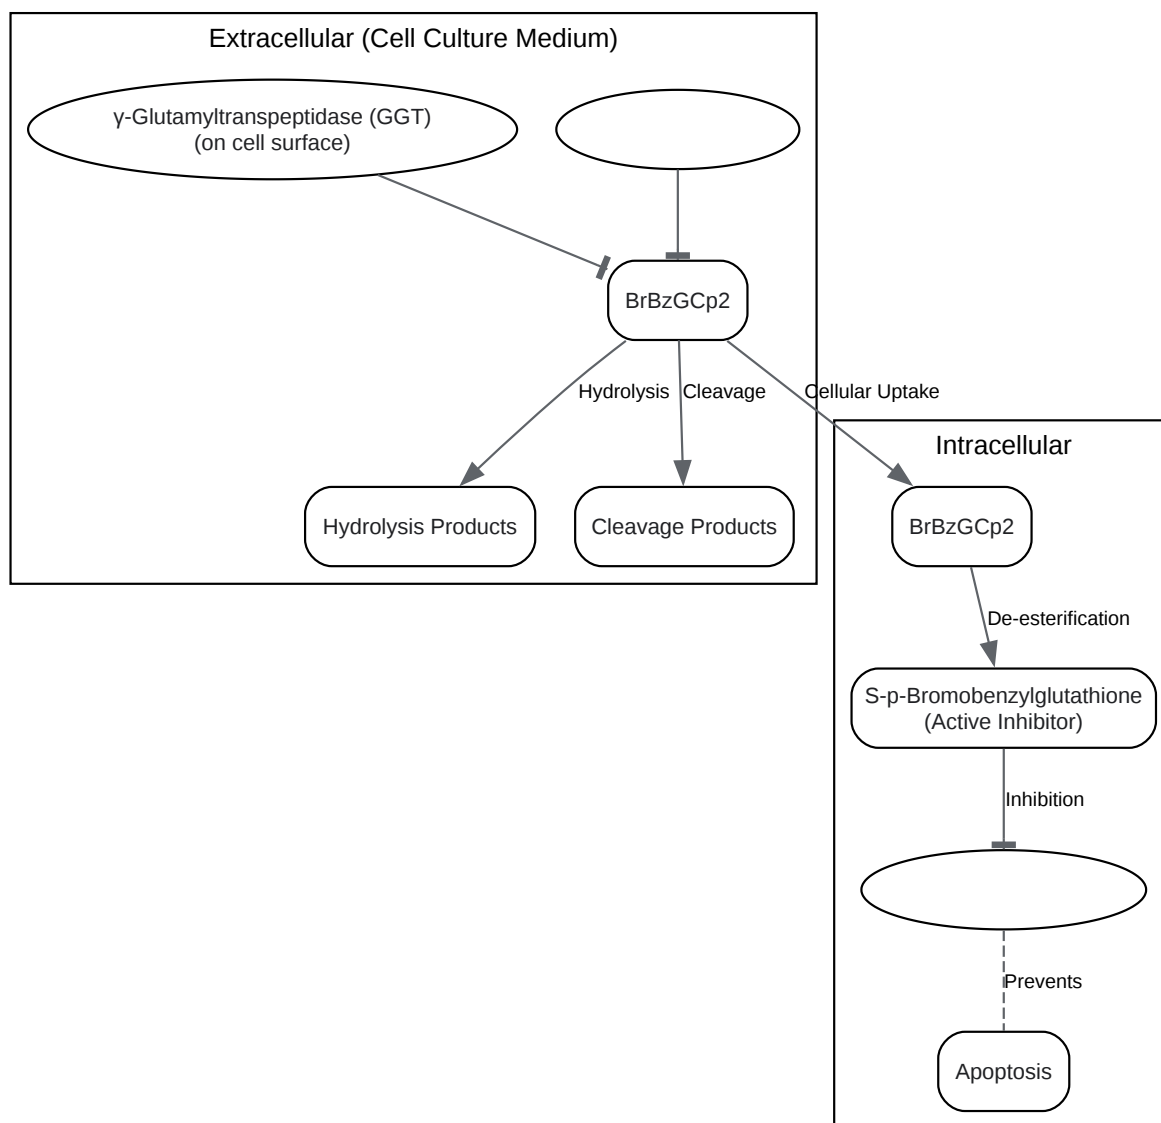 Extracellular (Cell Culture Medium)
γ-Glutamyltranspeptidase (GGT)
(on cell surface)
BrBzGCp2
Hydrolysis
Cleavage
Cellular Uptake
Intracellular
Hydrolysis Products
Cleavage Products
BrBzGCp2
De-esterification
S-p-Bromobenzylglutathione
(Active Inhibitor)
Inhibition
Prevents
Apoptosis